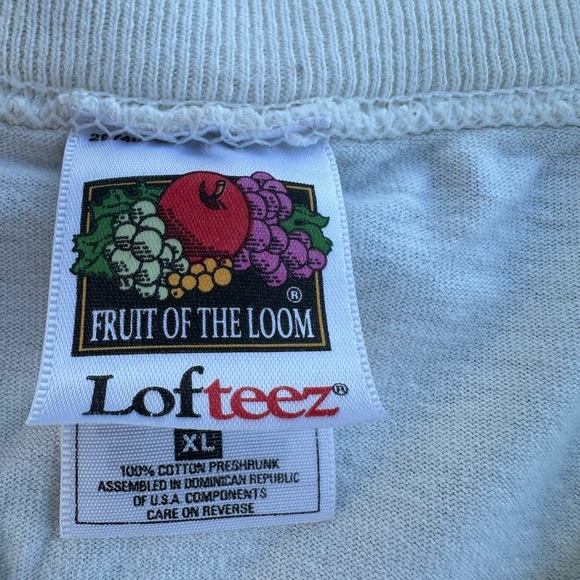 FRUIT OF THE LOOM
®
Lofteez®
XL
100% COTTON PRESHRUNK
ASSEMBLED IN DOMINICAN REPUBLIC
OF U.S.A. COMPONENTS
CARE ON REVERSE